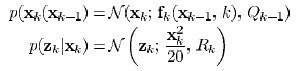 p(x_k|x_{k-1}) = N(x_k; f_k(x_{k-1}, k), Q_{k-1})
p(z_k|x_k) = N(z_k; x_k^2/20, R_k)